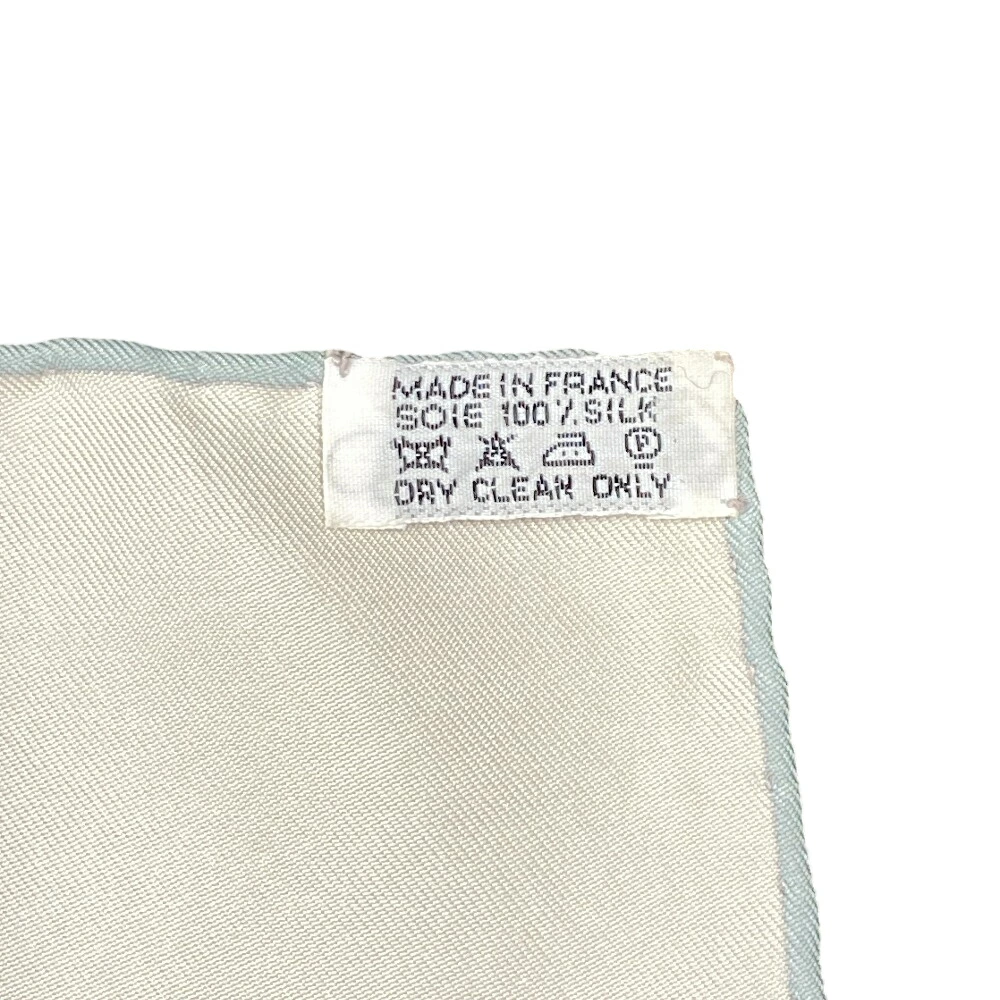 MADE IN FRANCE
SOIE 100% SILK
P
DRY CLEAN ONLY